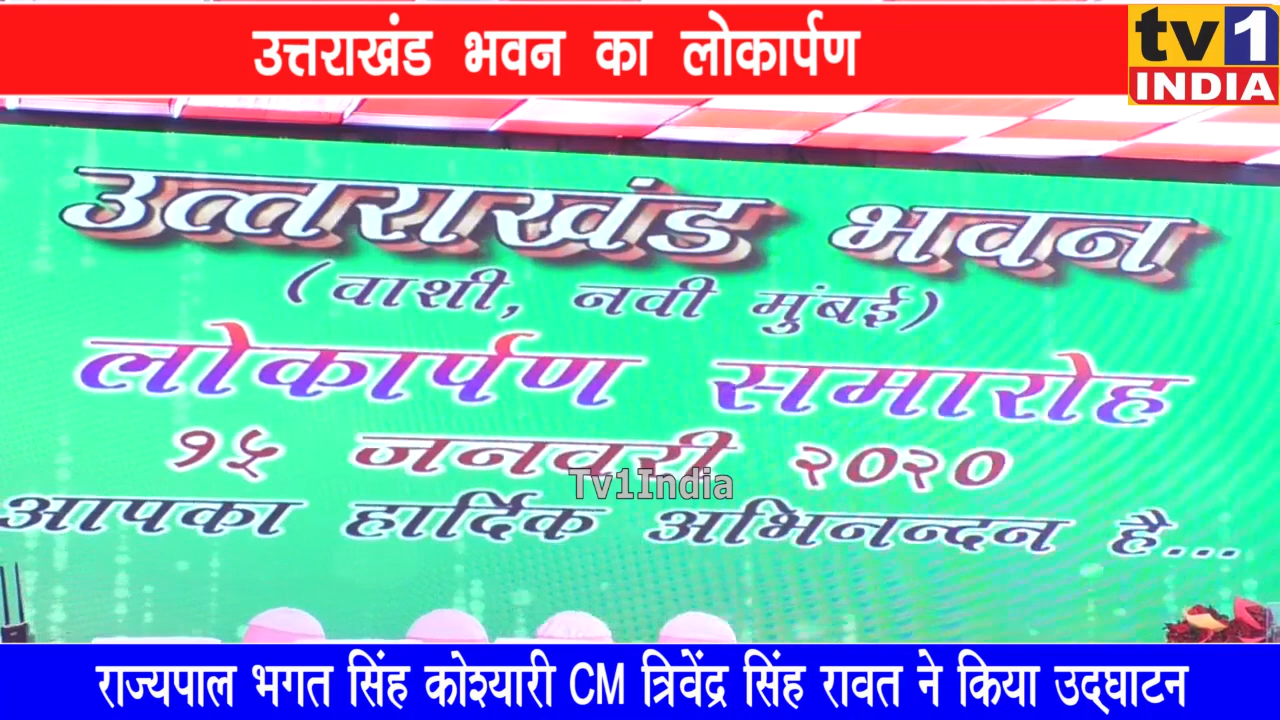 उत्तराखंड भवन का लोकार्पण
tv1
INDIA
उत्तराखंड भवन
(वाशी, नवी मुंबई)
लोकार्पण समारोह
१५ जनवरी २०२०
Tv1India
आपका हार्दिक अभिनन्दन है...
राज्यपाल भगत सिंह कोश्यारी CM त्रिवेंद्र सिंह रावत ने किया उद्घाटन